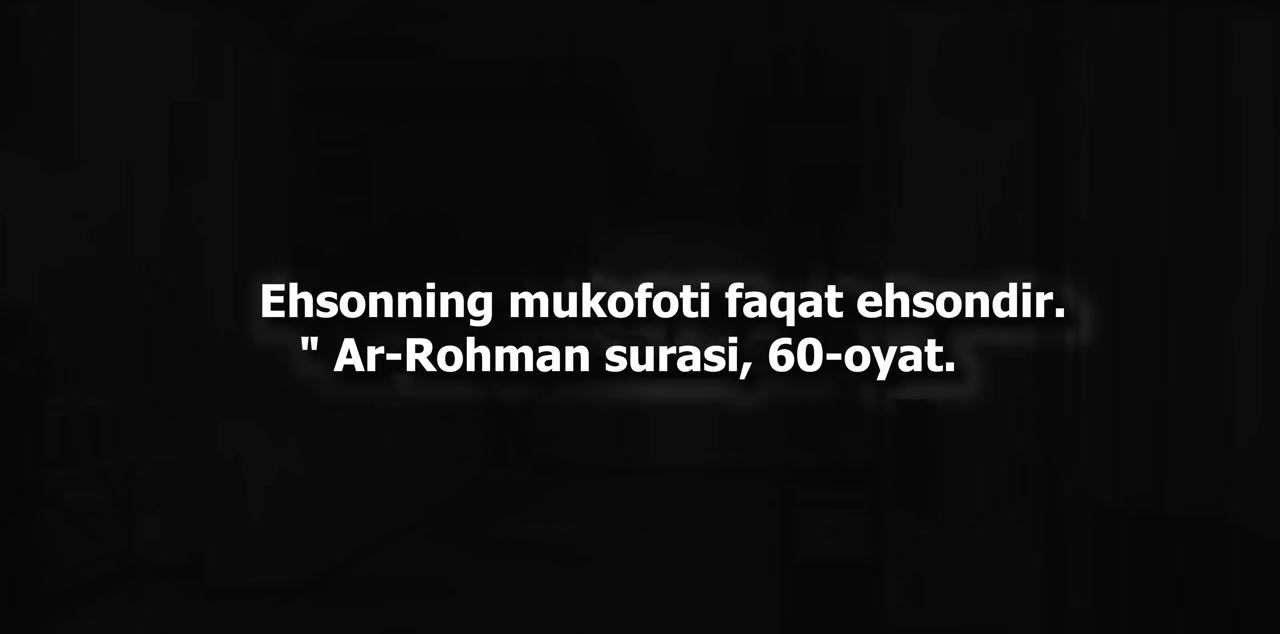 Ehsonning mukofoti faqat ehsondir.
" Ar-Rohman surasi, 60-oyat.